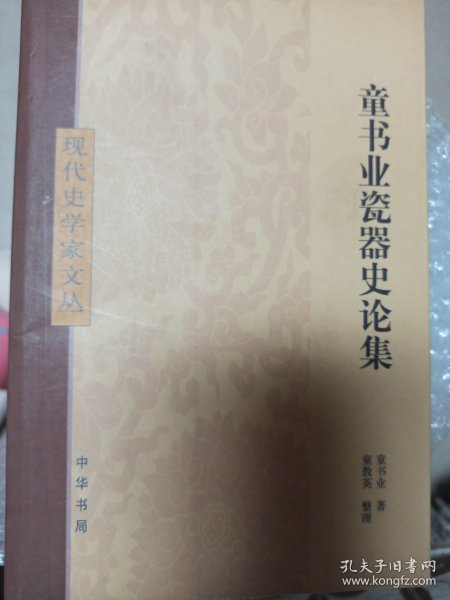 童书业瓷器史论集
童书业 著
童教英 整理
现代史学家文丛
中华书局
孔夫子旧书网
www.kongfz.com